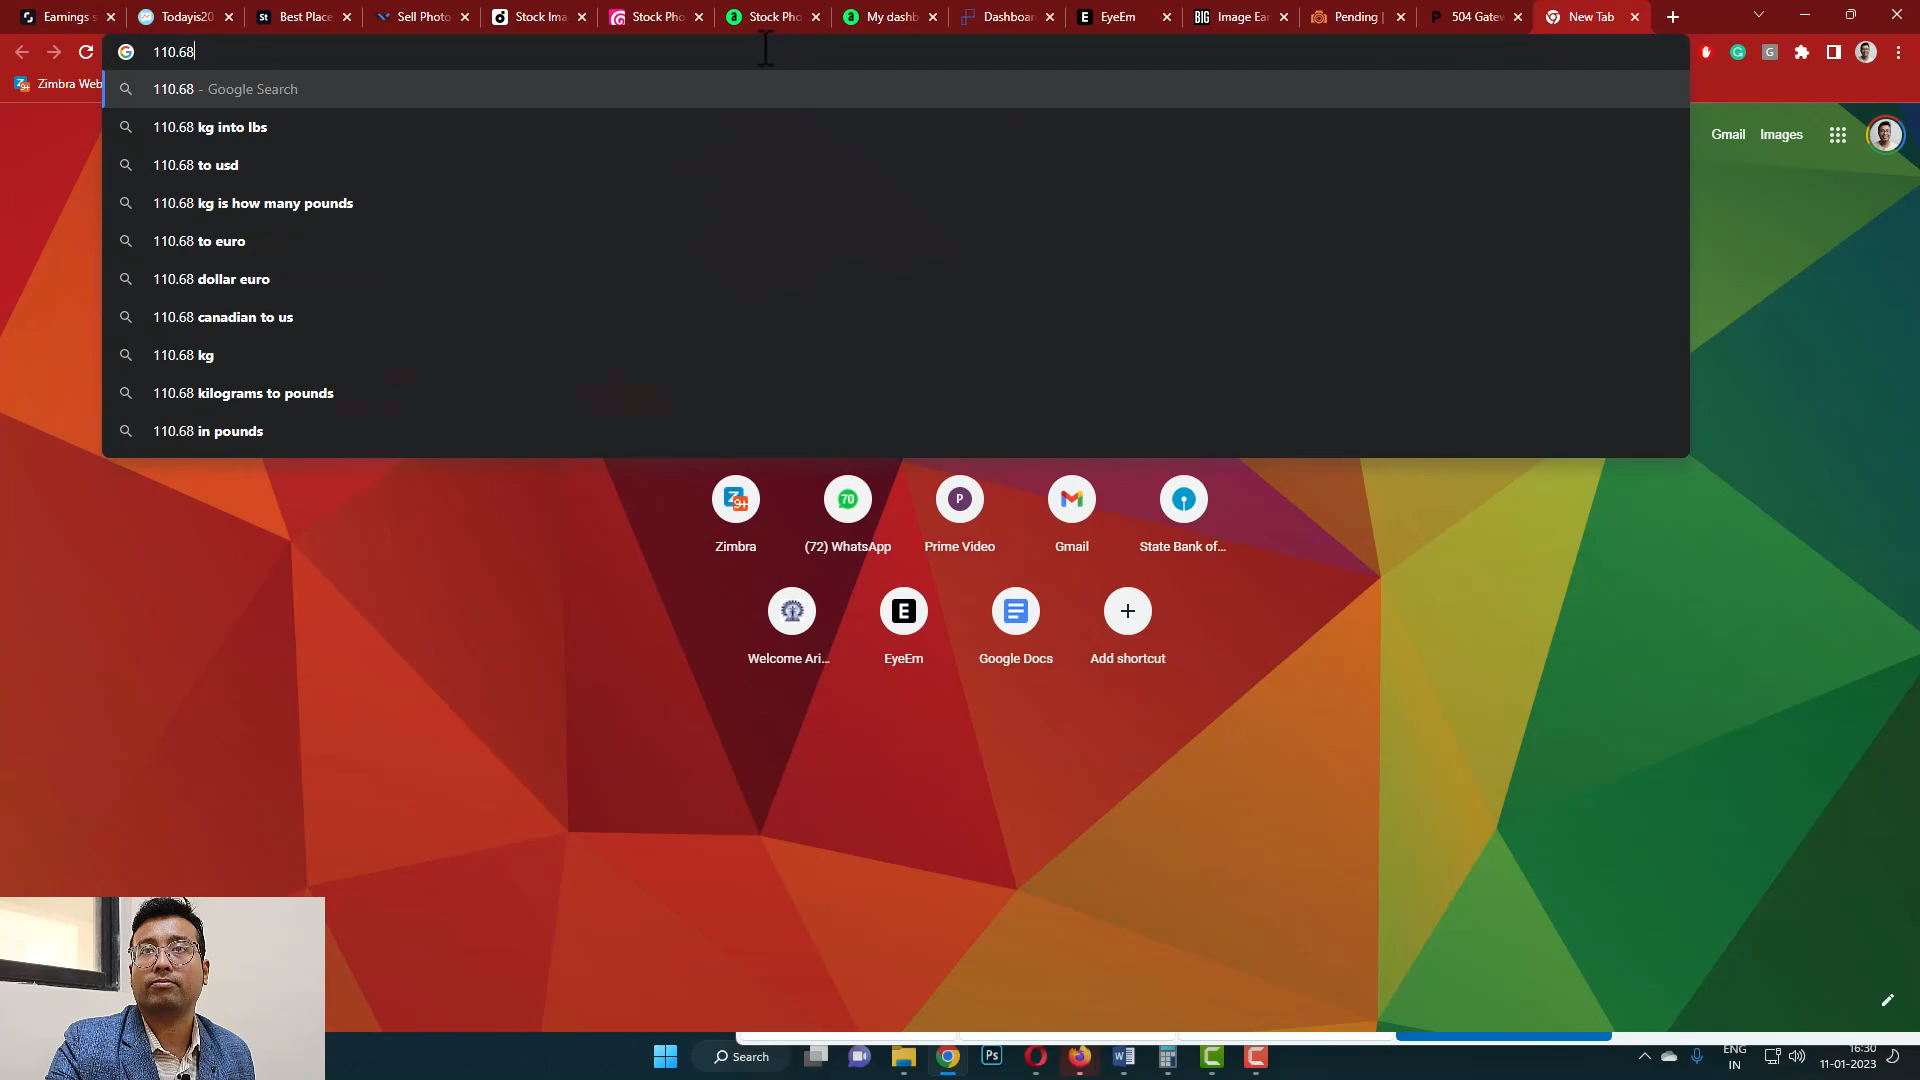 Earnings s
Todayis20
Best Place
Sell Photo
Stock Ima
Stock Pho
Stock Pho
My dashb
Dashboar
EyeEm
Image Ear
Pending |
504 Gatew
New Tab
110.68
Zimbra Web
110.68 - Google Search
110.68 kg into lbs
110.68 to usd
110.68 kg is how many pounds
110.68 to euro
110.68 dollar euro
110.68 canadian to us
110.68 kg
110.68 kilograms to pounds
110.68 in pounds
Gmail Images
Zimbra
(72) WhatsApp
Prime Video
Gmail
State Bank of...
Welcome Ari...
EyeEm
Google Docs
Add shortcut
Search
ENG
IN
16:30
11-01-2023